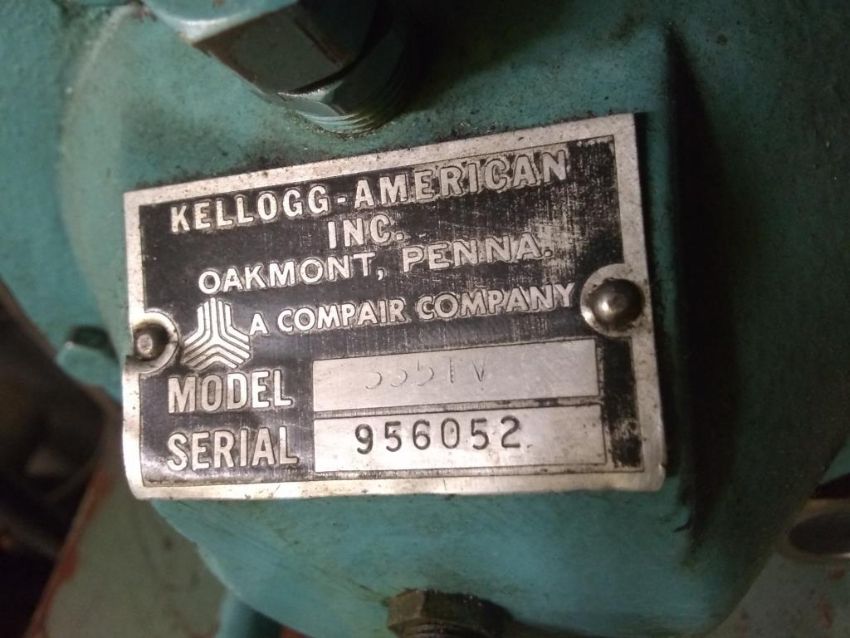 KELLOGG-AMERICAN
INC.
OAKMONT, PENNA.
A COMPAIR COMPANY
MODEL
SERIAL 956052